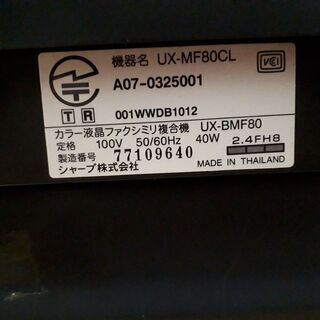 機器名 UX-MF80CL
VCI
A07-0325001
T R 001WWDB1012
カラー液晶ファクシミリ複合機 UX-BMF80
定格 100V 50/60Hz 40W 2.4FH8
製造番号 77109640
MADE IN THAILAND
シャープ株式会社